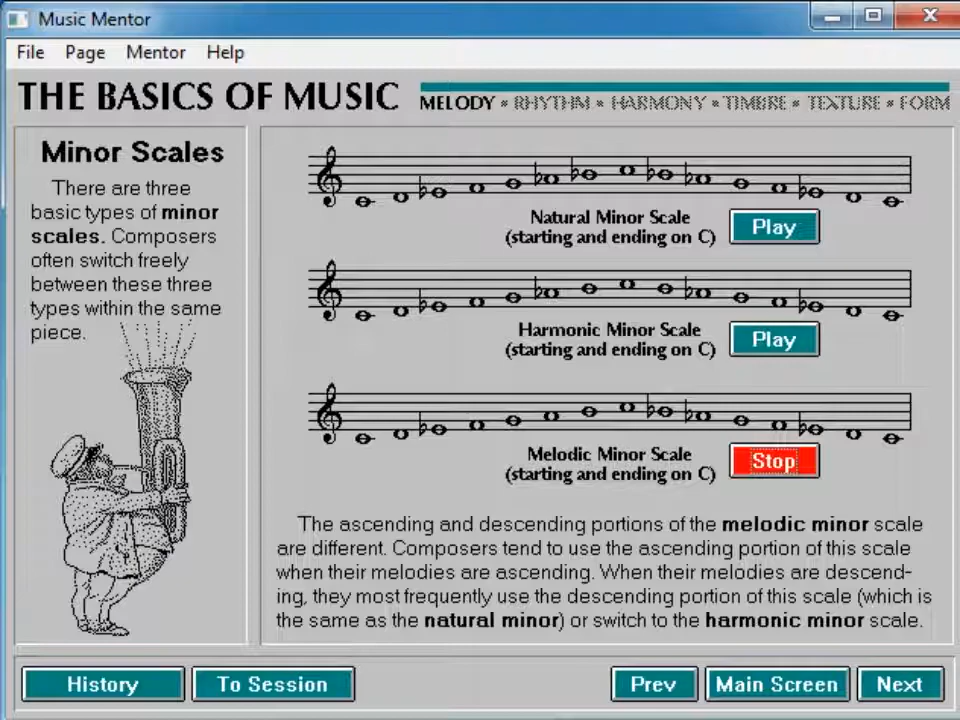 Music Mentor
File Page Mentor Help
THE BASICS OF MUSIC
MELODY • RHYTHM • HARMONY • TIMBRE • TEXTURE • FORM
Minor Scales
There are three
basic types of minor
scales. Composers
often switch freely
between these three
types within the same
piece.
Natural Minor Scale
(starting and ending on C)
Play
Harmonic Minor Scale
(starting and ending on C)
Play
Melodic Minor Scale
(starting and ending on C)
Stop
The ascending and descending portions of the melodic minor scale
are different. Composers tend to use the ascending portion of this scale
when their melodies are ascending. When their melodies are descend-
ing, they most frequently use the descending portion of this scale (which is
the same as the natural minor) or switch to the harmonic minor scale.
History
To Session
Prev
Main Screen
Next